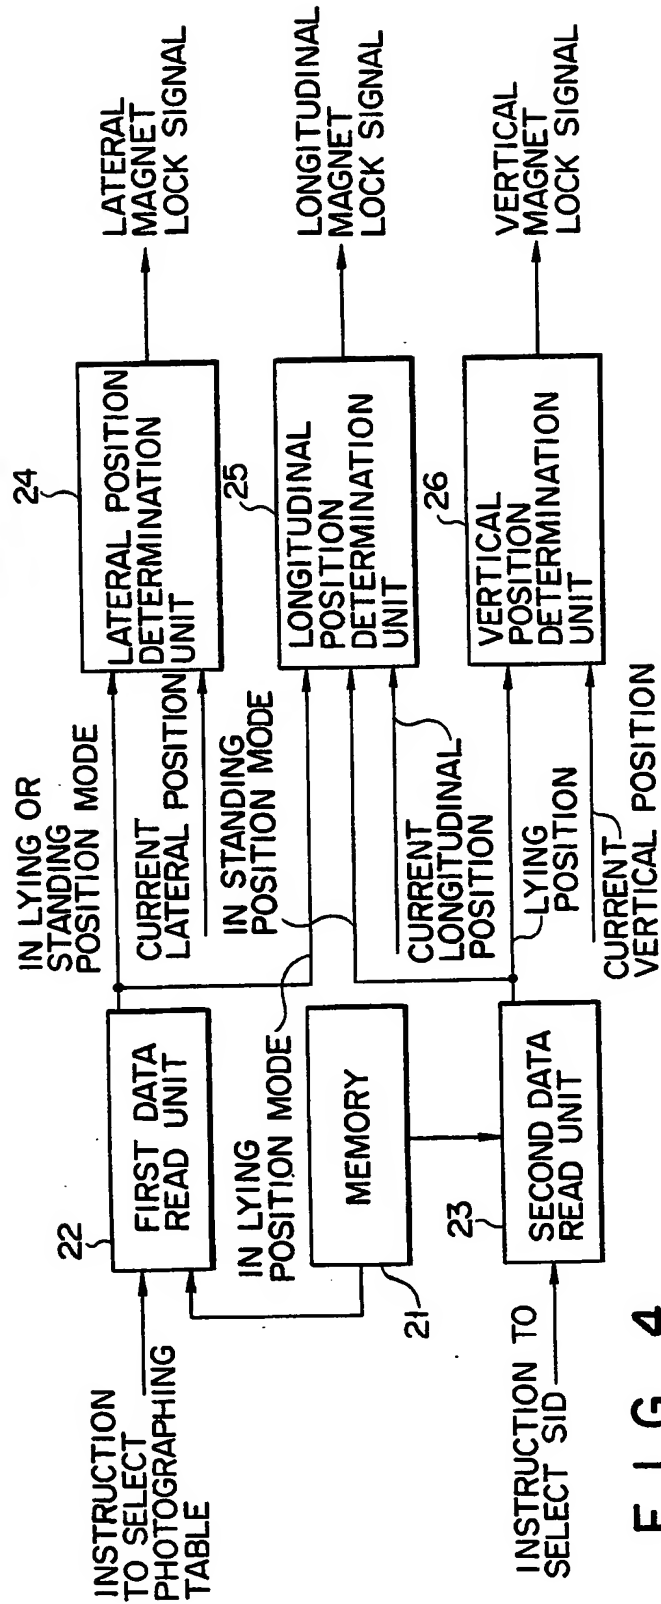 INSTRUCTION
TO SELECT
PHOTOGRAPHING
TABLE
22
FIRST DATA
READ UNIT
IN LYING OR
STANDING
POSITION MODE
24
LATERAL POSITION
DETERMINATION
UNIT
LATERAL
MAGNET
LOCK SIGNAL
CURRENT
LATERAL POSITION
IN LYING
POSITION MODE
IN STANDING
POSITION MODE
MEMORY
21
25
LONGITUDINAL
POSITION
DETERMINATION
UNIT
LONGITUDINAL
MAGNET
LOCK SIGNAL
CURRENT
LONGITUDINAL
POSITION
INSTRUCTION TO
SELECT SID
23
SECOND DATA
READ UNIT
LYING
POSITION
26
VERTICAL
POSITION
DETERMINATION
UNIT
VERTICAL
MAGNET
LOCK SIGNAL
CURRENT
VERTICAL POSITION
F I G. 4